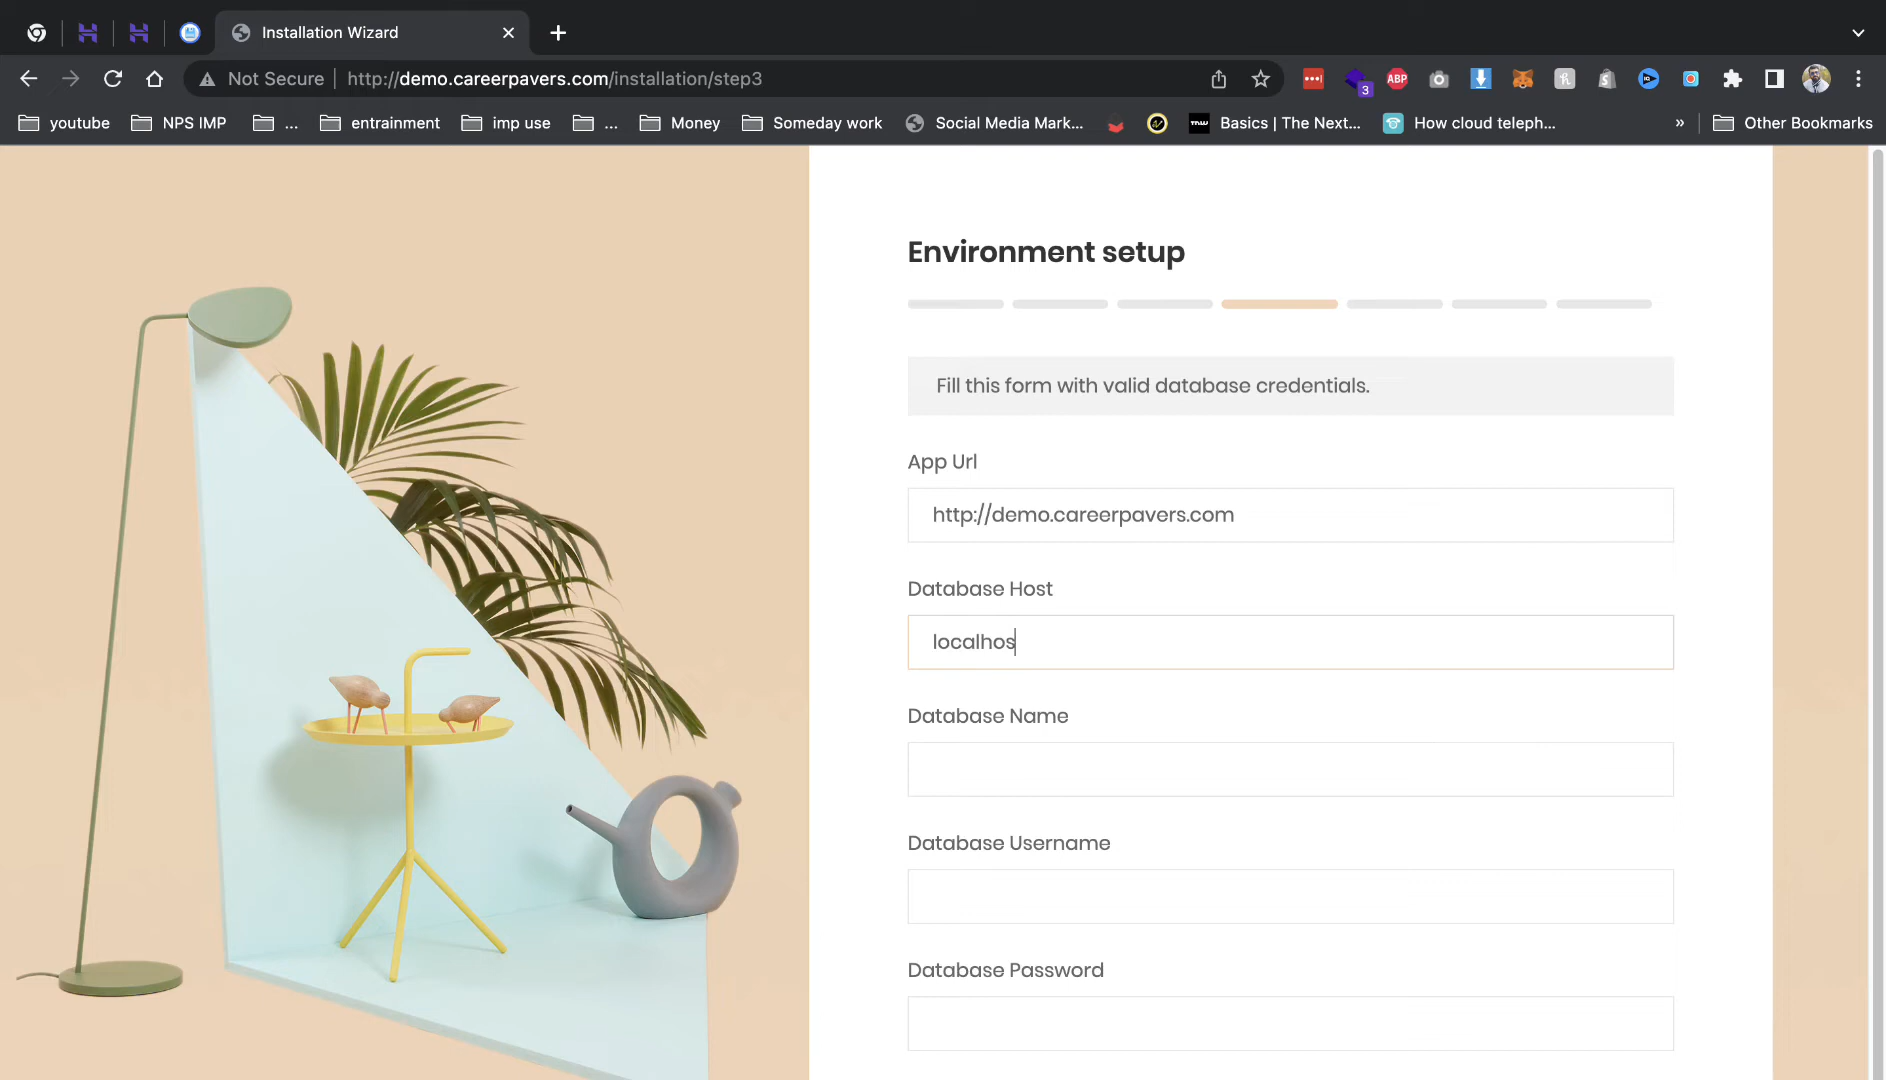 Installation Wizard
Not Secure http://demo.careerpavers.com/installation/step3
ABP
3
youtube NPS IMP ... entrainment imp use ... Money Someday work Social Media Mark... Basics | The Next... How cloud teleph... » Other Bookmarks
Environment setup
Fill this form with valid database credentials.
App Url
http://demo.careerpavers.com
Database Host
localhos
Database Name
Database Username
Database Password